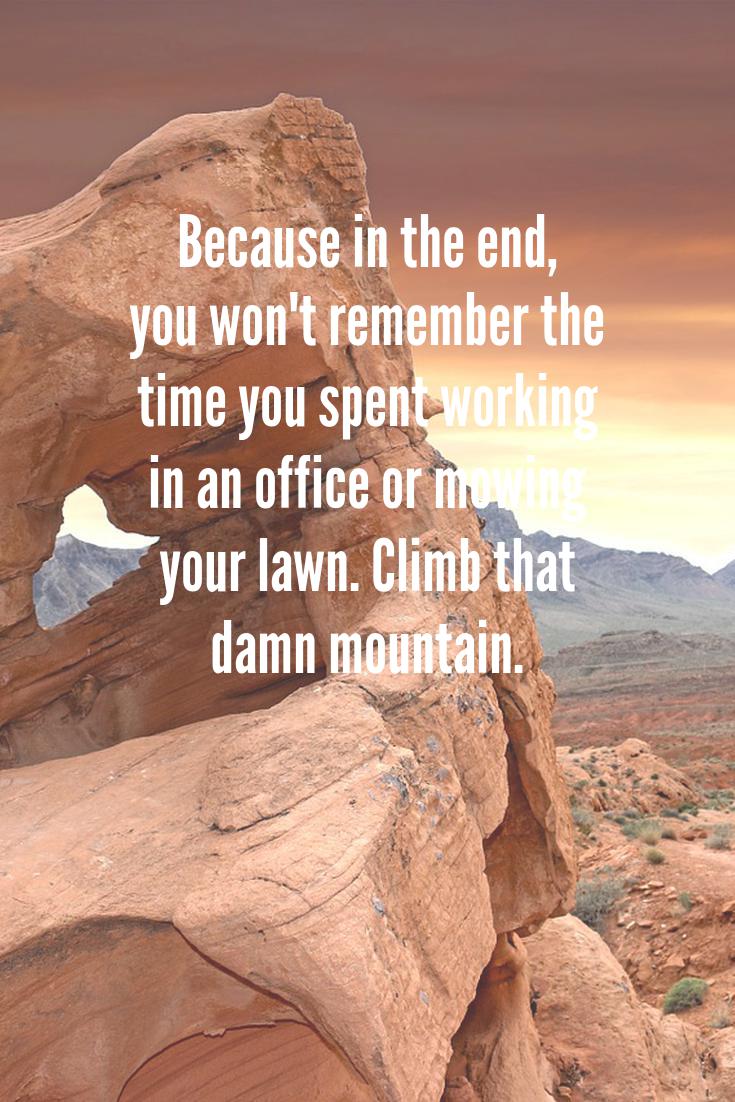 Because in the end,
you won't remember the
time you spent working
in an office or mowing
your lawn. Climb that
damn mountain.